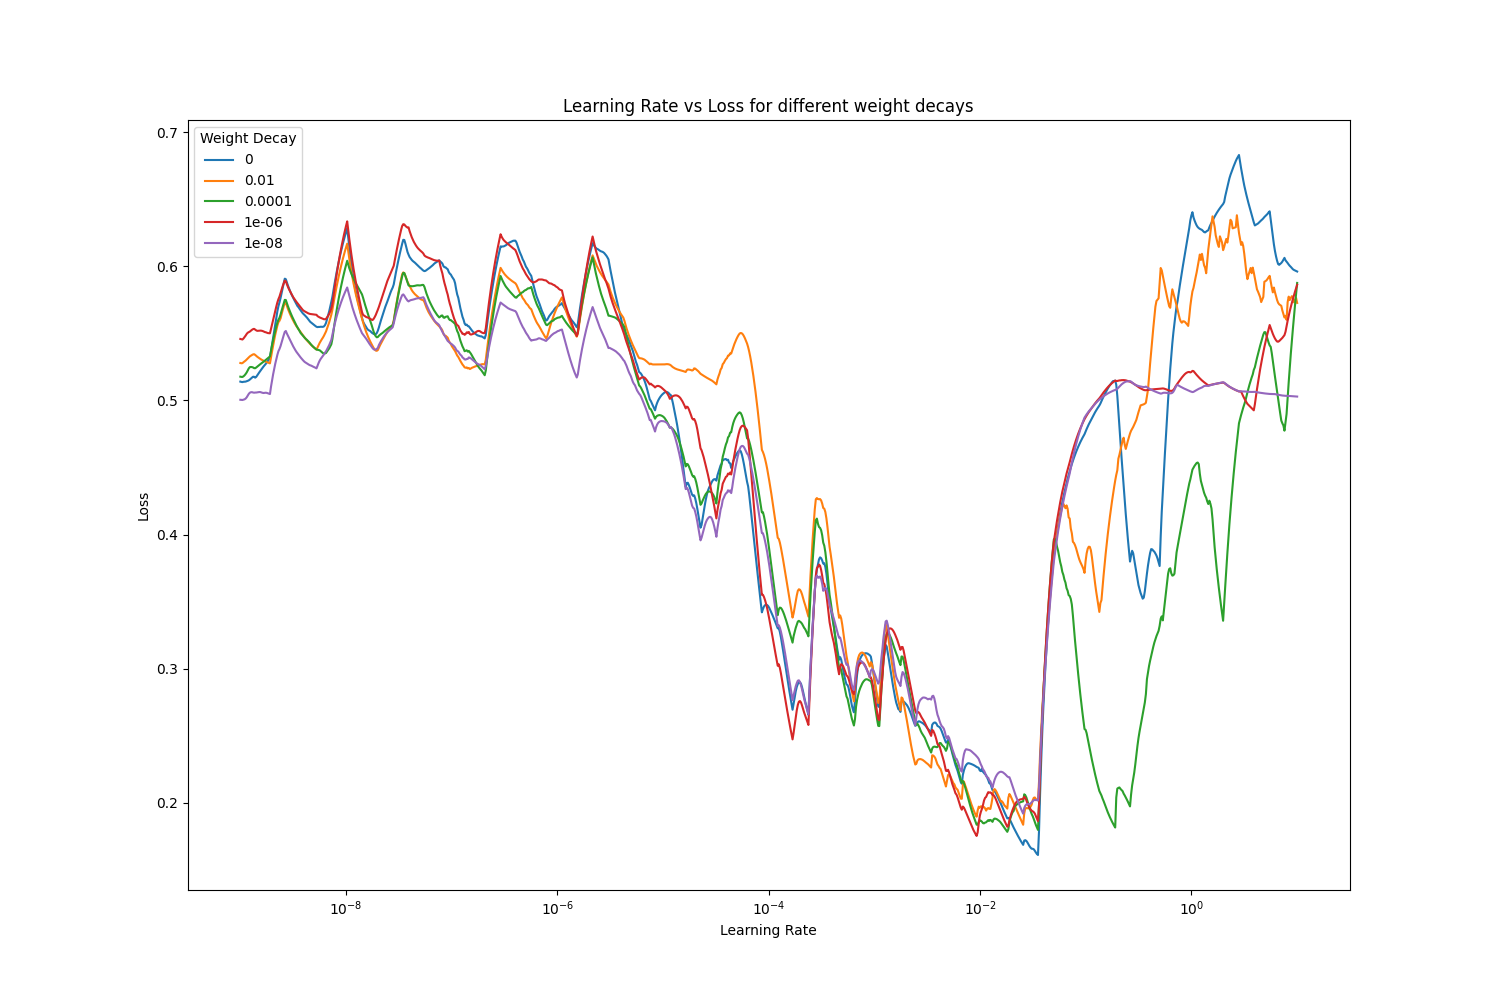 Learning Rate vs Loss for different weight decays
Weight Decay
0
0.01
0.0001
1e-06
1e-08
0.7
0.6
0.5
0.4
0.3
0.2
Loss
10⁻⁸
10⁻⁶
10⁻⁴
10⁻²
10⁰
Learning Rate